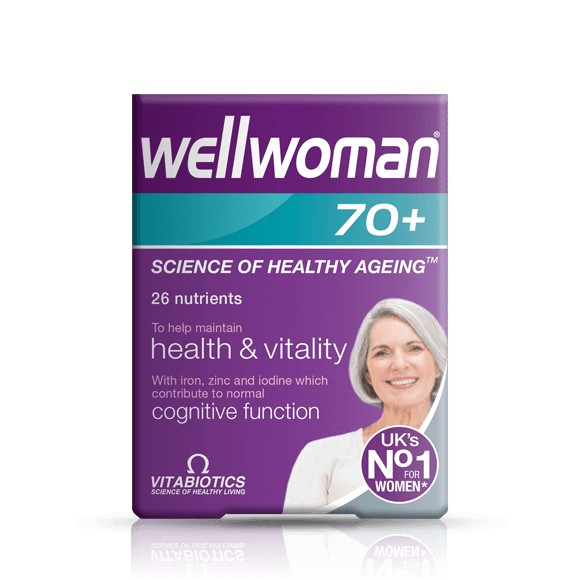 wellwoman®
70+
SCIENCE OF HEALTHY AGEING™
26 nutrients
To help maintain
health & vitality
With iron, zinc and iodine which
contribute to normal
cognitive function
UK's
Nº1
FOR
WOMEN*
VITABIOTICS
SCIENCE OF HEALTHY LIVING